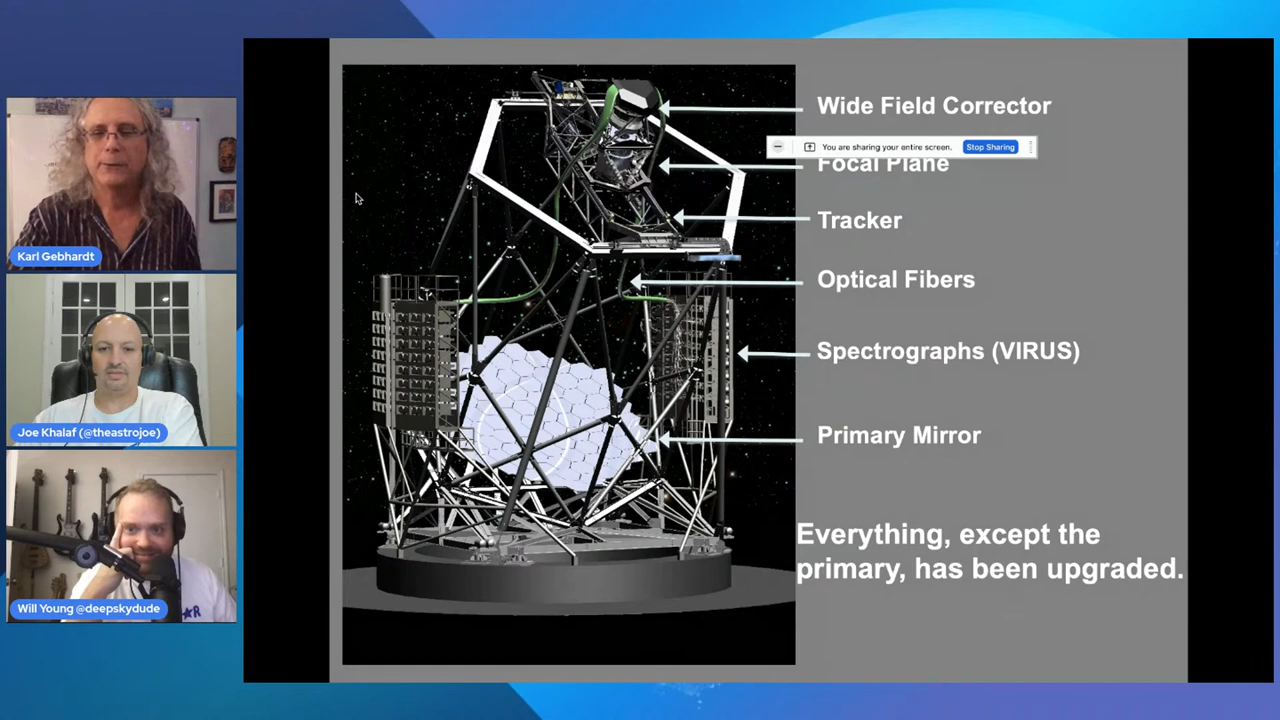 Karl Gebhardt
Joe Khalaf (@theastrojoe)
Will Young @deepskydude
Wide Field Corrector
You are sharing your entire screen.
Stop Sharing
Focal Plane
Tracker
Optical Fibers
Spectrographs (VIRUS)
Primary Mirror
Everything, except the
primary, has been upgraded.